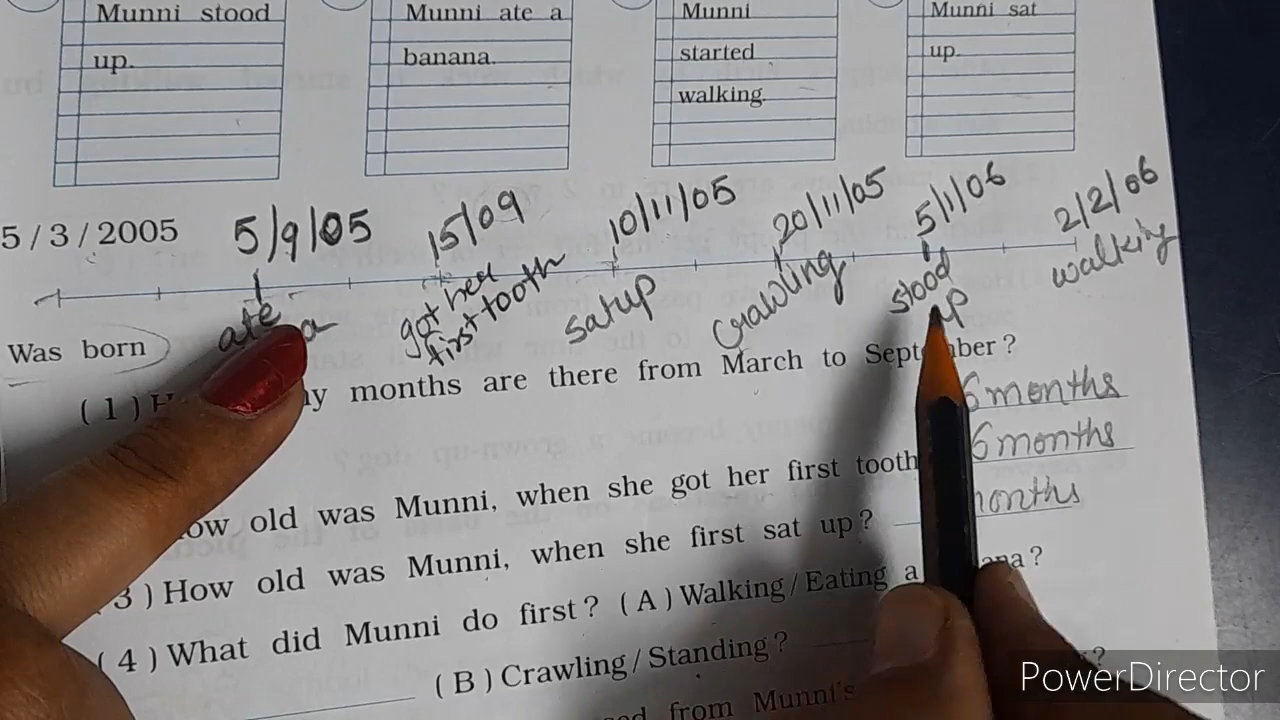 Munni stood
up.
Munni ate a
banana.
Munni
started
walking.
Munni sat
up.
5 / 3 / 2005
5/9/05
15/09
10/11/05
20/11/05
5/1/06
2/2/06
Was born
ate
got her
first tooth
satup
crawling
stood
up
walking
( 1 ) months are there from March to September ?
6 months
old was Munni, when she got her first tooth
6 months
3 ) How old was Munni, when she first sat up ?
months
( 4 ) What did Munni do first ? ( A ) Walking / Eating a
( B ) Crawling / Standing ?
from Munni's
PowerDirector